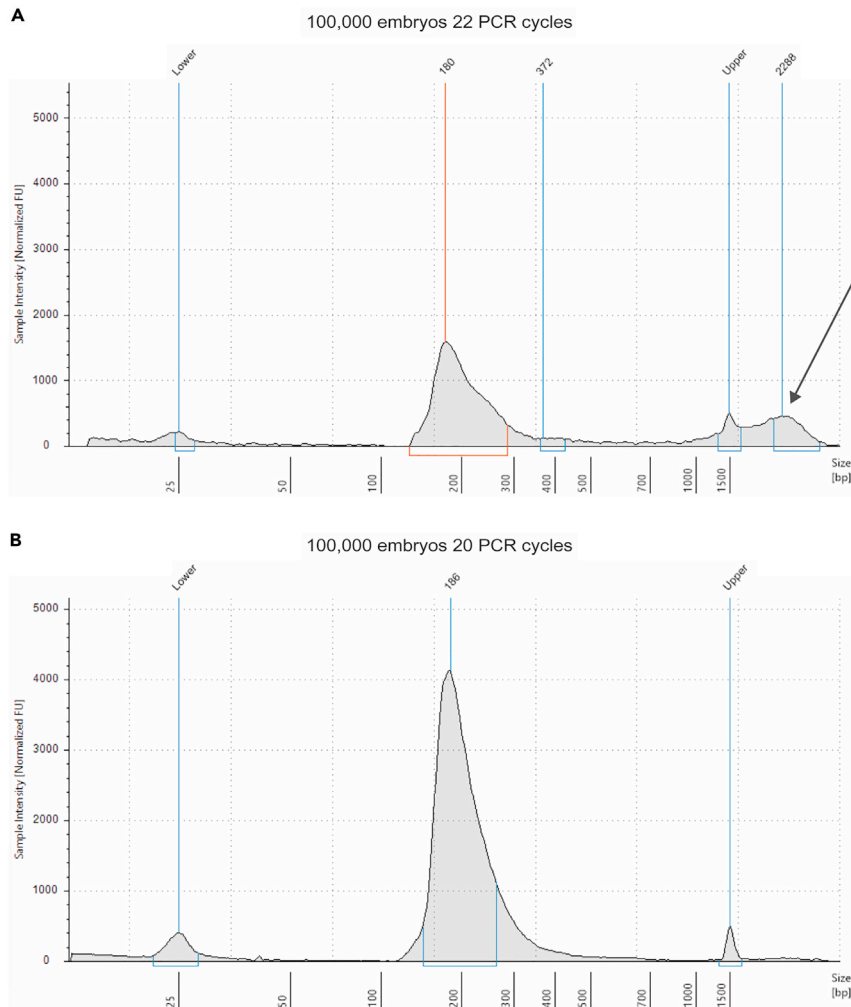 A
100,000 embryos 22 PCR cycles
Lower
180
372
Upper
2288
Sample Intensity [Normalized FU]
5000
4000
3000
2000
1000
0
25
50
100
200
300
400
500
700
1000
1500
Size
[bp]
B
100,000 embryos 20 PCR cycles
Lower
186
Upper
Sample Intensity [Normalized FU]
5000
4000
3000
2000
1000
0
25
50
100
200
300
400
500
700
1000
1500
Size
[bp]